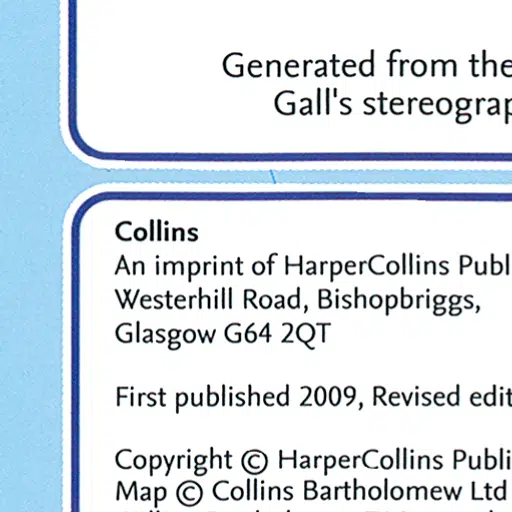 Generated from the
Gall's stereograp
Collins
An imprint of HarperCollins Publ
Westerhill Road, Bishopbriggs,
Glasgow G64 2QT
First published 2009, Revised edit
Copyright © HarperCollins Publi
Map © Collins Bartholomew Ltd